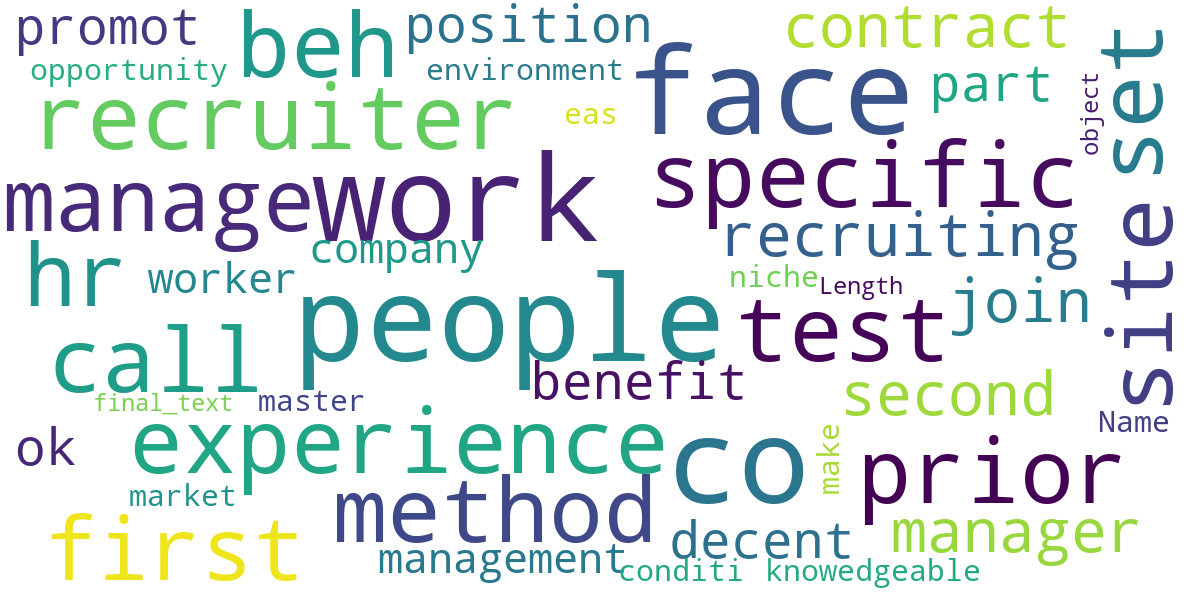 promot
beh
position
contract
opportunity
environment
face
part
site set
object
recruiter
eas
specific
manage
work
recruiting
company
hr
worker
niche
Length
join
people
test
call
benefit
second
final_text
master
Name
ok
experience
co
make
prior
market
method
manager
first
decent
management
conditi
knowedgeable